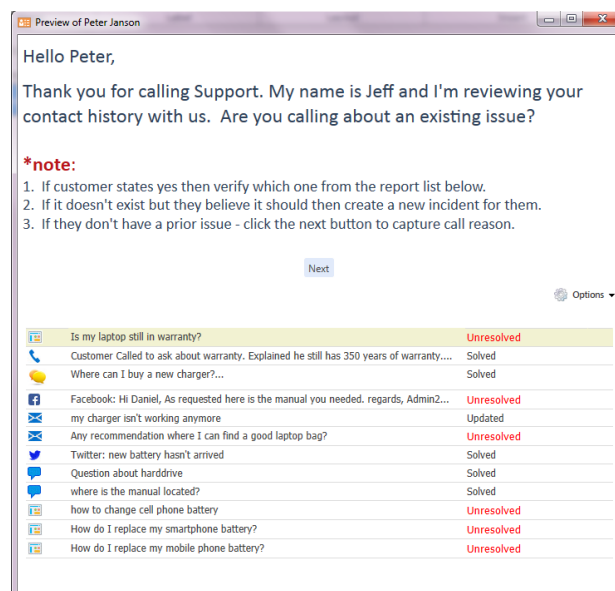 Preview of Peter Janson
Hello Peter,
Thank you for calling Support. My name is Jeff and I'm reviewing your
contact history with us.  Are you calling about an existing issue?
*note:
1.  If customer states yes then verify which one from the report list below.
2.  If it doesn't exist but they believe it should then create a new incident for them.
3.  If they don't have a prior issue - click the next button to capture call reason.
Next
Options
Is my laptop still in warranty? Unresolved
Customer Called to ask about warranty. Explained he still has 350 years of warranty.... Solved
Where can I buy a new charger?... Solved
Facebook: Hi Daniel, As requested here is the manual you needed. regards, Admin2... Unresolved
my charger isn't working anymore Updated
Any recommendation where I can find a good laptop bag? Unresolved
Twitter: new battery hasn't arrived Solved
Question about harddrive Solved
where is the manual located? Solved
how to change cell phone battery Unresolved
How do I replace my smartphone battery? Unresolved
How do I replace my mobile phone battery? Unresolved